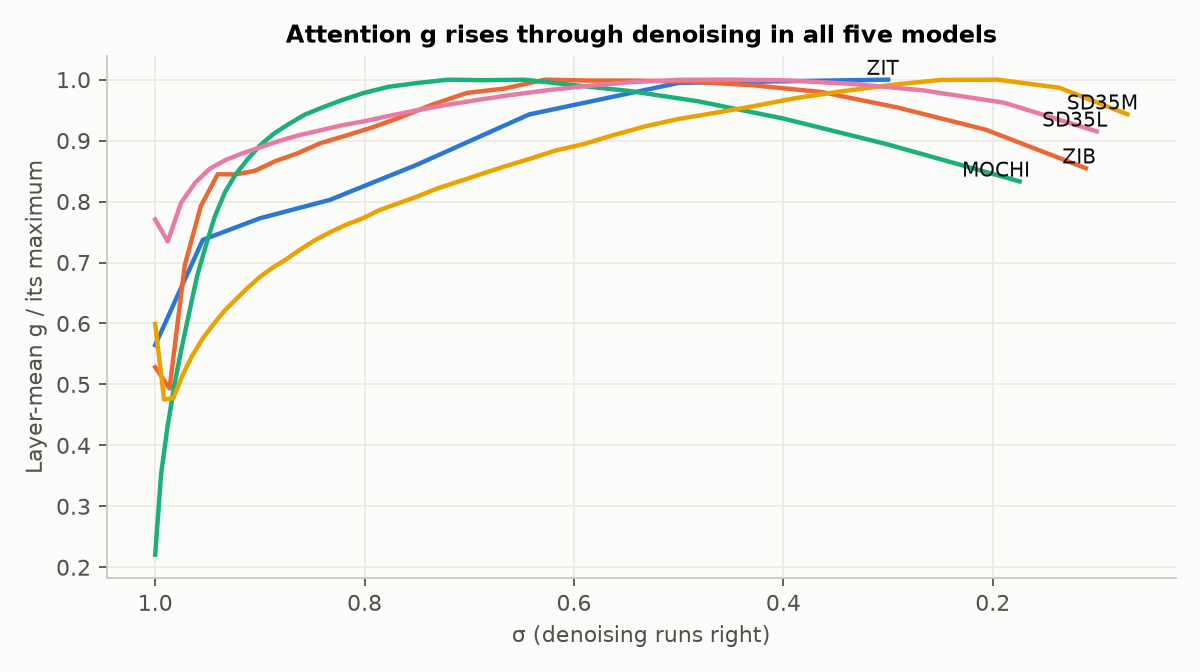 Attention g rises through denoising in all five models
Layer-mean g / its maximum
1.0
0.9
0.8
0.7
0.6
0.5
0.4
0.3
0.2
ZIT
SD35M
SD35L
ZIB
MOCHI
1.0 0.8 0.6 0.4 0.2
σ (denoising runs right)